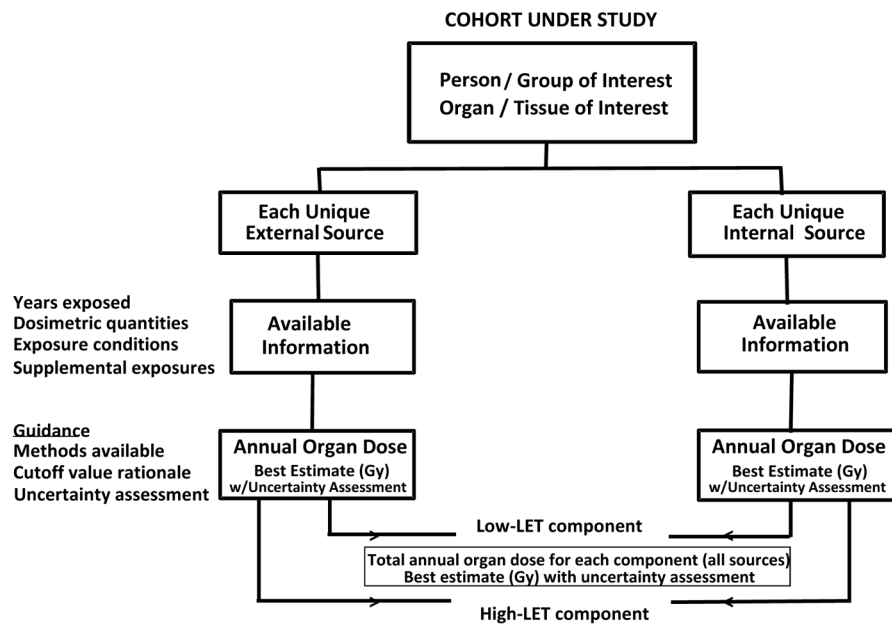 COHORT UNDER STUDY
Person / Group of Interest
Organ / Tissue of Interest
Each Unique
External Source
Each Unique
Internal Source
Years exposed
Dosimetric quantities
Exposure conditions
Supplemental exposures
Available
Information
Available
Information
Guidance
Methods available
Cutoff value rationale
Uncertainty assessment
Annual Organ Dose
Best Estimate (Gy)
w/Uncertainty Assessment
Annual Organ Dose
Best Estimate (Gy)
w/Uncertainty Assessment
Low-LET component
Total annual organ dose for each component (all sources)
Best estimate (Gy) with uncertainty assessment
High-LET component